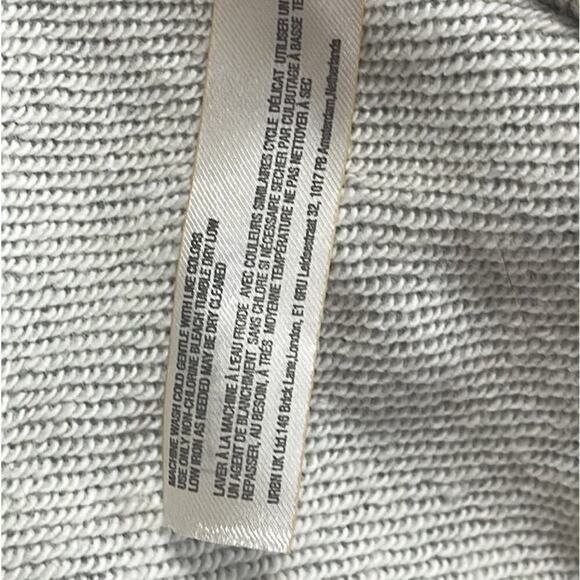 MACHINE WASH COLD GENTLE WITH LIKE COLORS
USE ONLY NON-CHLORINE BLEACH TUMBLE DRY LOW
LOW IRON AS NEEDED MAY BE DRY CLEANED
LAVER À LA MACHINE À L'EAU FROIDE AVEC COULEURS SIMILAIRES CYCLE DÉLICAT UTILISER UN
UN AGENT DE BLANCHIMENT SANS CHLORE SI NÉCESSAIRE SECHER PAR CULBUTAGE À BASSE TE
REPASSER, AU BESOIN, À TRÈS MOYENNE TEMPÉRATURE NE PAS NETTOYER À SEC
URBN UK Ltd.146 Brick Lane,London, E1 6RU Leidsestraat 32, 1017 PB Amsterdam,Netherlands